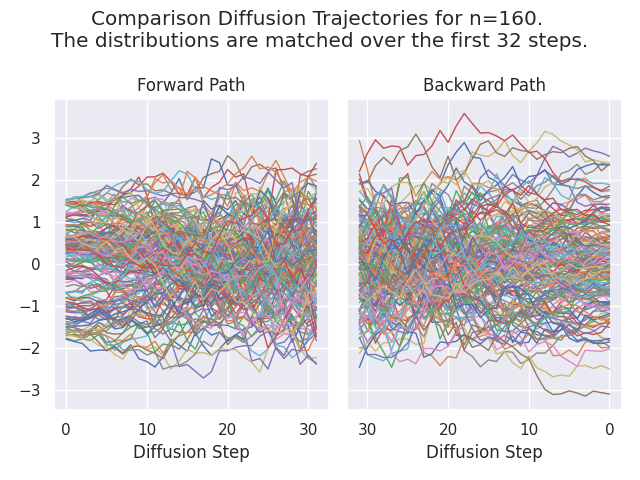 Comparison Diffusion Trajectories for n=160.
The distributions are matched over the first 32 steps.
Forward Path
Backward Path
3
2
1
0
−1
−2
−3
0 10 20 30
30 20 10 0
Diffusion Step
Diffusion Step